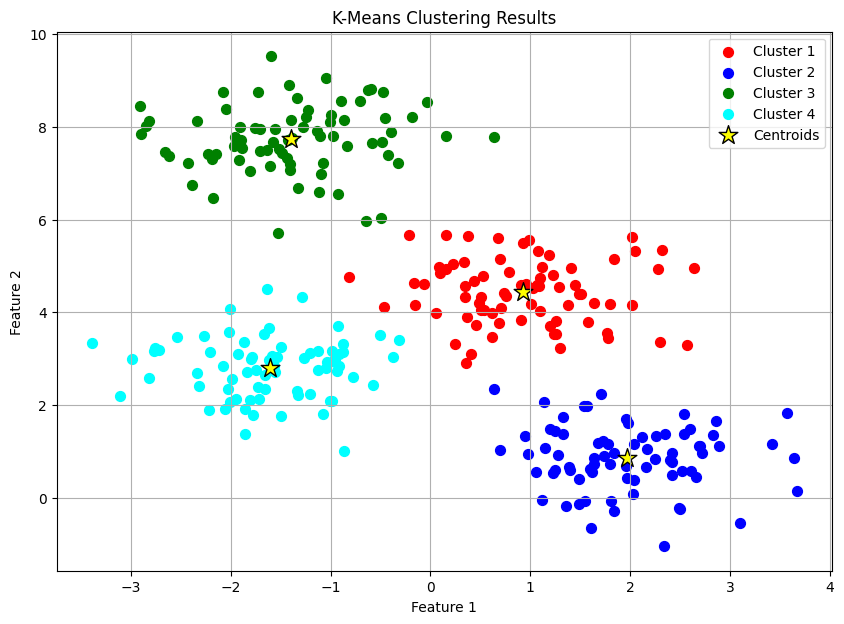 K-Means Clustering Results
Cluster 1
Cluster 2
Cluster 3
Cluster 4
Centroids
Feature 2
10
8
6
4
2
0
−3
−2
−1
0
1
2
3
4
Feature 1